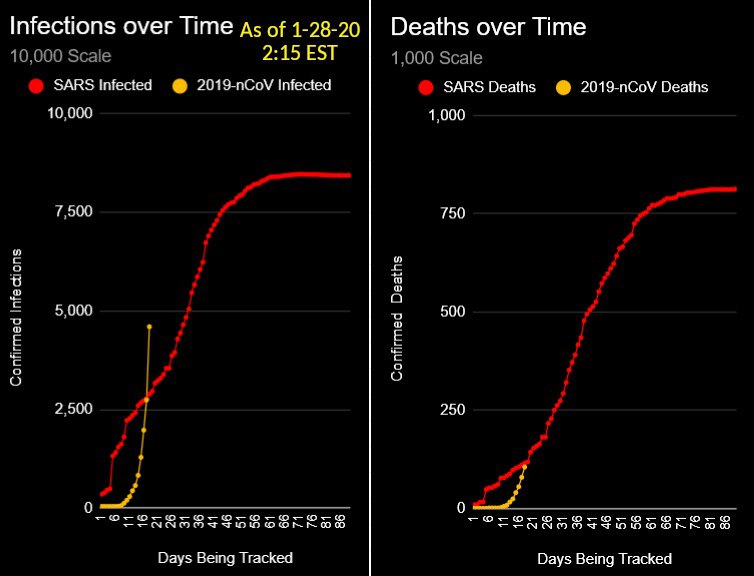 Infections over Time
As of 1-28-20
2:15 EST
10,000 Scale
SARS Infected
2019-nCoV Infected
10,000
7,500
5,000
2,500
0
Confirmed Infections
1 6 11 16 21 26 31 36 41 46 51 56 61 66 71 76 81 86
Days Being Tracked
Deaths over Time
1,000 Scale
SARS Deaths
2019-nCoV Deaths
1,000
750
500
250
0
Confirmed Deaths
1 6 11 16 21 26 31 36 41 46 51 56 61 66 71 76 81 86
Days Being Tracked